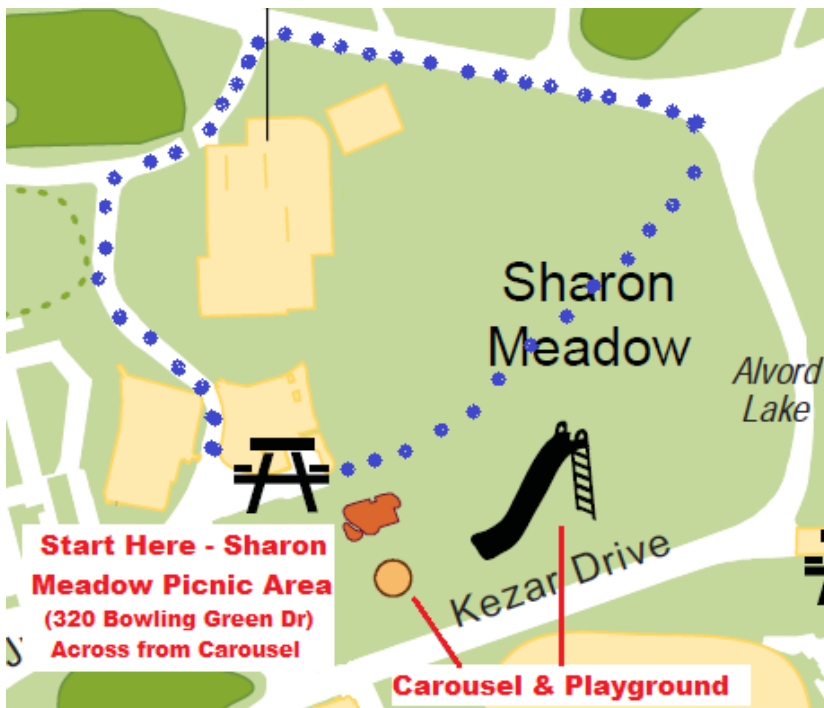 Sharon
Meadow
Alvord
Lake
Start Here - Sharon
Meadow Picnic Area
(320 Bowling Green Dr)
Across from Carousel
Kezar Drive
Carousel & Playground